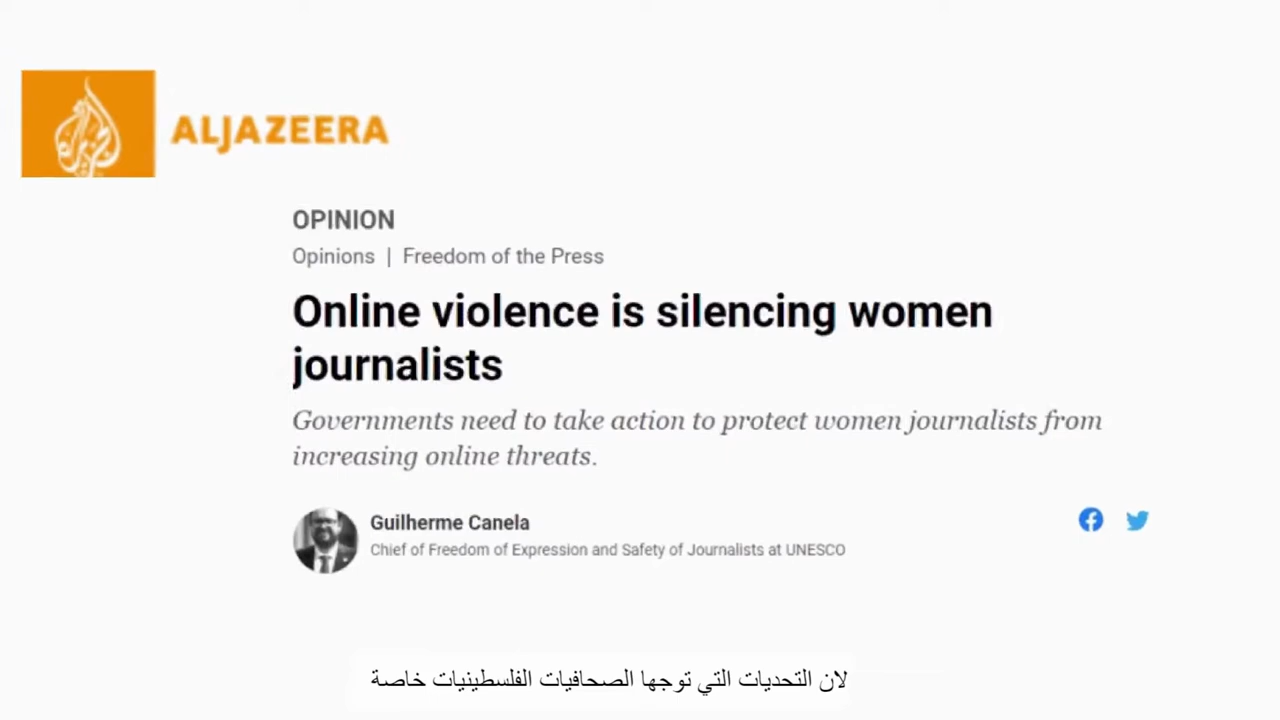 ALJAZEERA
OPINION
Opinions | Freedom of the Press
Online violence is silencing women
journalists
Governments need to take action to protect women journalists from
increasing online threats.
Guilherme Canela
Chief of Freedom of Expression and Safety of Journalists at UNESCO
لان التحديات التي توجها الصحافيات الفلسطينيات خاصة